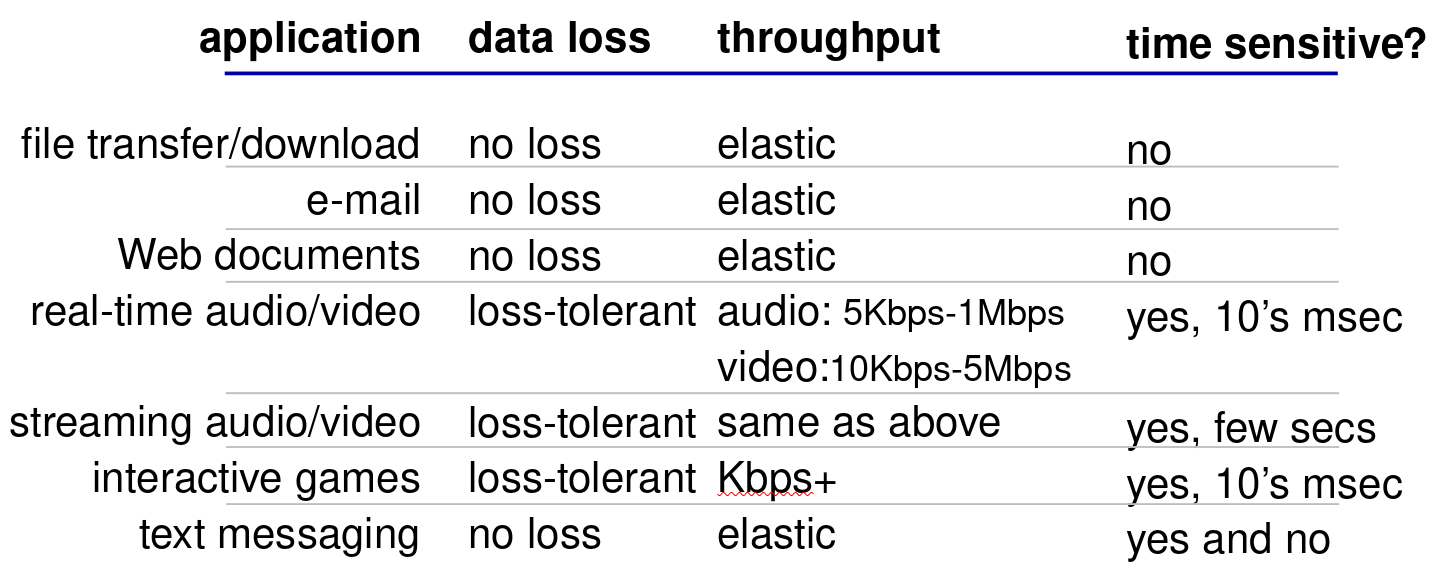 application data loss throughput time sensitive?
file transfer/download no loss elastic no
e-mail no loss elastic no
Web documents no loss elastic no
real-time audio/video loss-tolerant audio: 5Kbps-1Mbps yes, 10’s msec
video:10Kbps-5Mbps
streaming audio/video loss-tolerant same as above yes, few secs
interactive games loss-tolerant Kbps+ yes, 10’s msec
text messaging no loss elastic yes and no